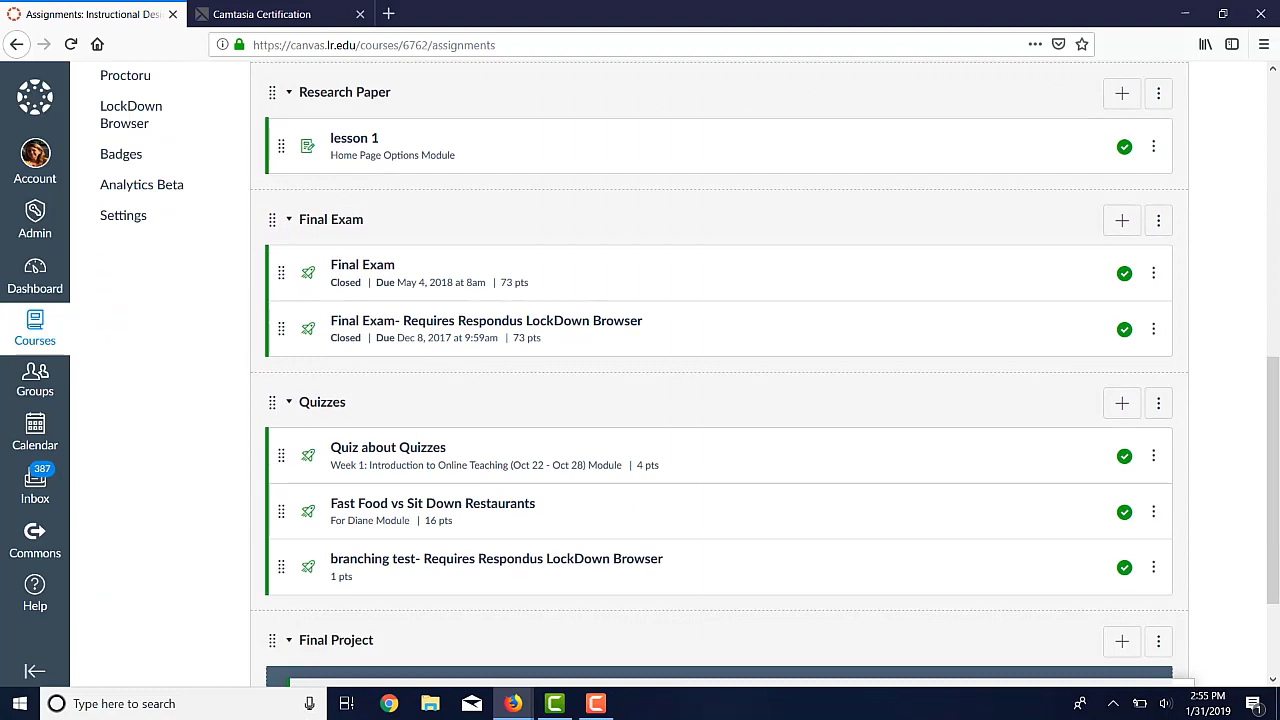 Assignments: Instructional Des
Camtasia Certification
https://canvas.lr.edu/courses/6762/assignments
Proctoru
LockDown
Browser
Badges
Analytics Beta
Settings
Account
Admin
Dashboard
Courses
Groups
Calendar
387
Inbox
Commons
Help
Research Paper
lesson 1
Home Page Options Module
Final Exam
Final Exam
Closed | Due May 4, 2018 at 8am | 73 pts
Final Exam- Requires Respondus LockDown Browser
Closed | Due Dec 8, 2017 at 9:59am | 73 pts
Quizzes
Quiz about Quizzes
Week 1: Introduction to Online Teaching (Oct 22 - Oct 28) Module | 4 pts
Fast Food vs Sit Down Restaurants
For Diane Module | 16 pts
branching test- Requires Respondus LockDown Browser
1 pts
Final Project
Type here to search
2:55 PM
1/31/2019
1